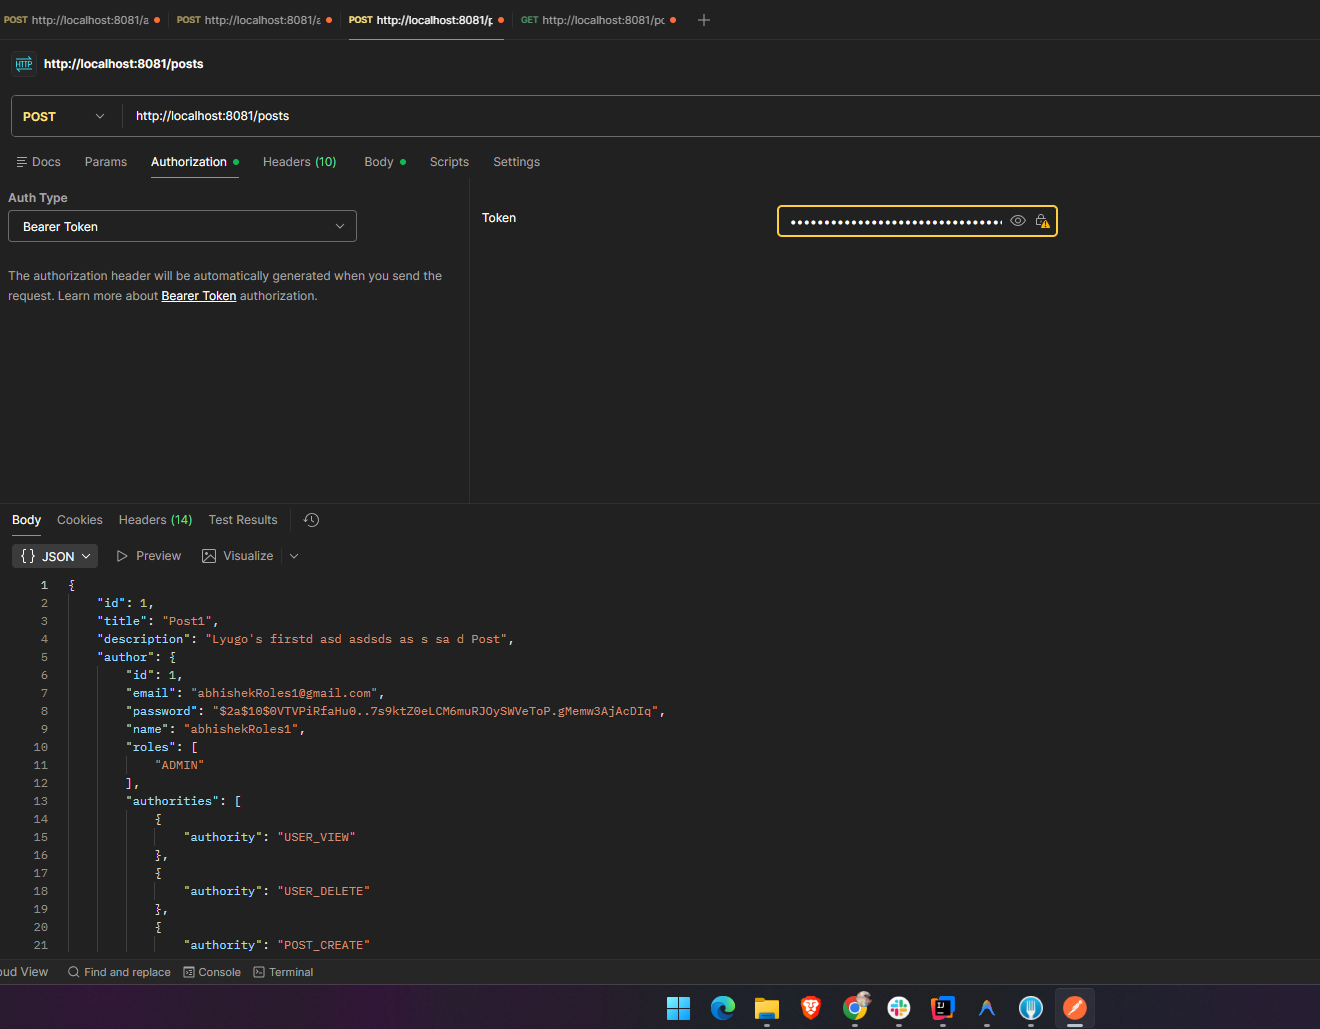 POST http://localhost:8081/a POST http://localhost:8081/a POST http://localhost:8081/p GET http://localhost:8081/pc
HTTP http://localhost:8081/posts
POST http://localhost:8081/posts
Docs Params Authorization Headers (10) Body Scripts Settings
Auth Type
Token
Bearer Token
The authorization header will be automatically generated when you send the
request. Learn more about Bearer Token authorization.
Body Cookies Headers (14) Test Results
{} JSON Preview Visualize
1 {
2 "id": 1,
3 "title": "Post1",
4 "description": "Lyugo's firstd asd asdsds as s sa d Post",
5 "author": {
6 "id": 1,
7 "email": "abhishekRoles1@gmail.com",
8 "password": "$2a$10$0VTVPiRfaHu0..7s9ktZ0eLCM6muRJOySWVeToP.gMemw3AjAcDIq",
9 "name": "abhishekRoles1",
10 "roles": [
11 "ADMIN"
12 ],
13 "authorities": [
14 {
15 "authority": "USER_VIEW"
16 },
17 {
18 "authority": "USER_DELETE"
19 },
20 {
21 "authority": "POST_CREATE"
oud View Find and replace Console Terminal